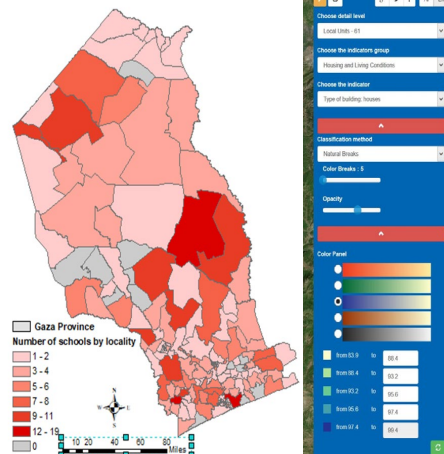 Gaza Province
Number of schools by locality
1 - 2
3 - 4
5 - 6
7 - 8
9 - 11
12 - 19
0
N
W
E
S
10 20 40 60 80
Miles
Choose detail level
Local Units - 61
Choose the indicators group
Housing and Living Conditions
Choose the indicator
Type of building: houses
Classification method
Natural Breaks
Color Breaks : 5
Opacity
Color Panel
from 83.9 to 88.4
from 88.4 to 93.2
from 93.2 to 95.6
from 95.6 to 97.4
from 97.4 to 99.4